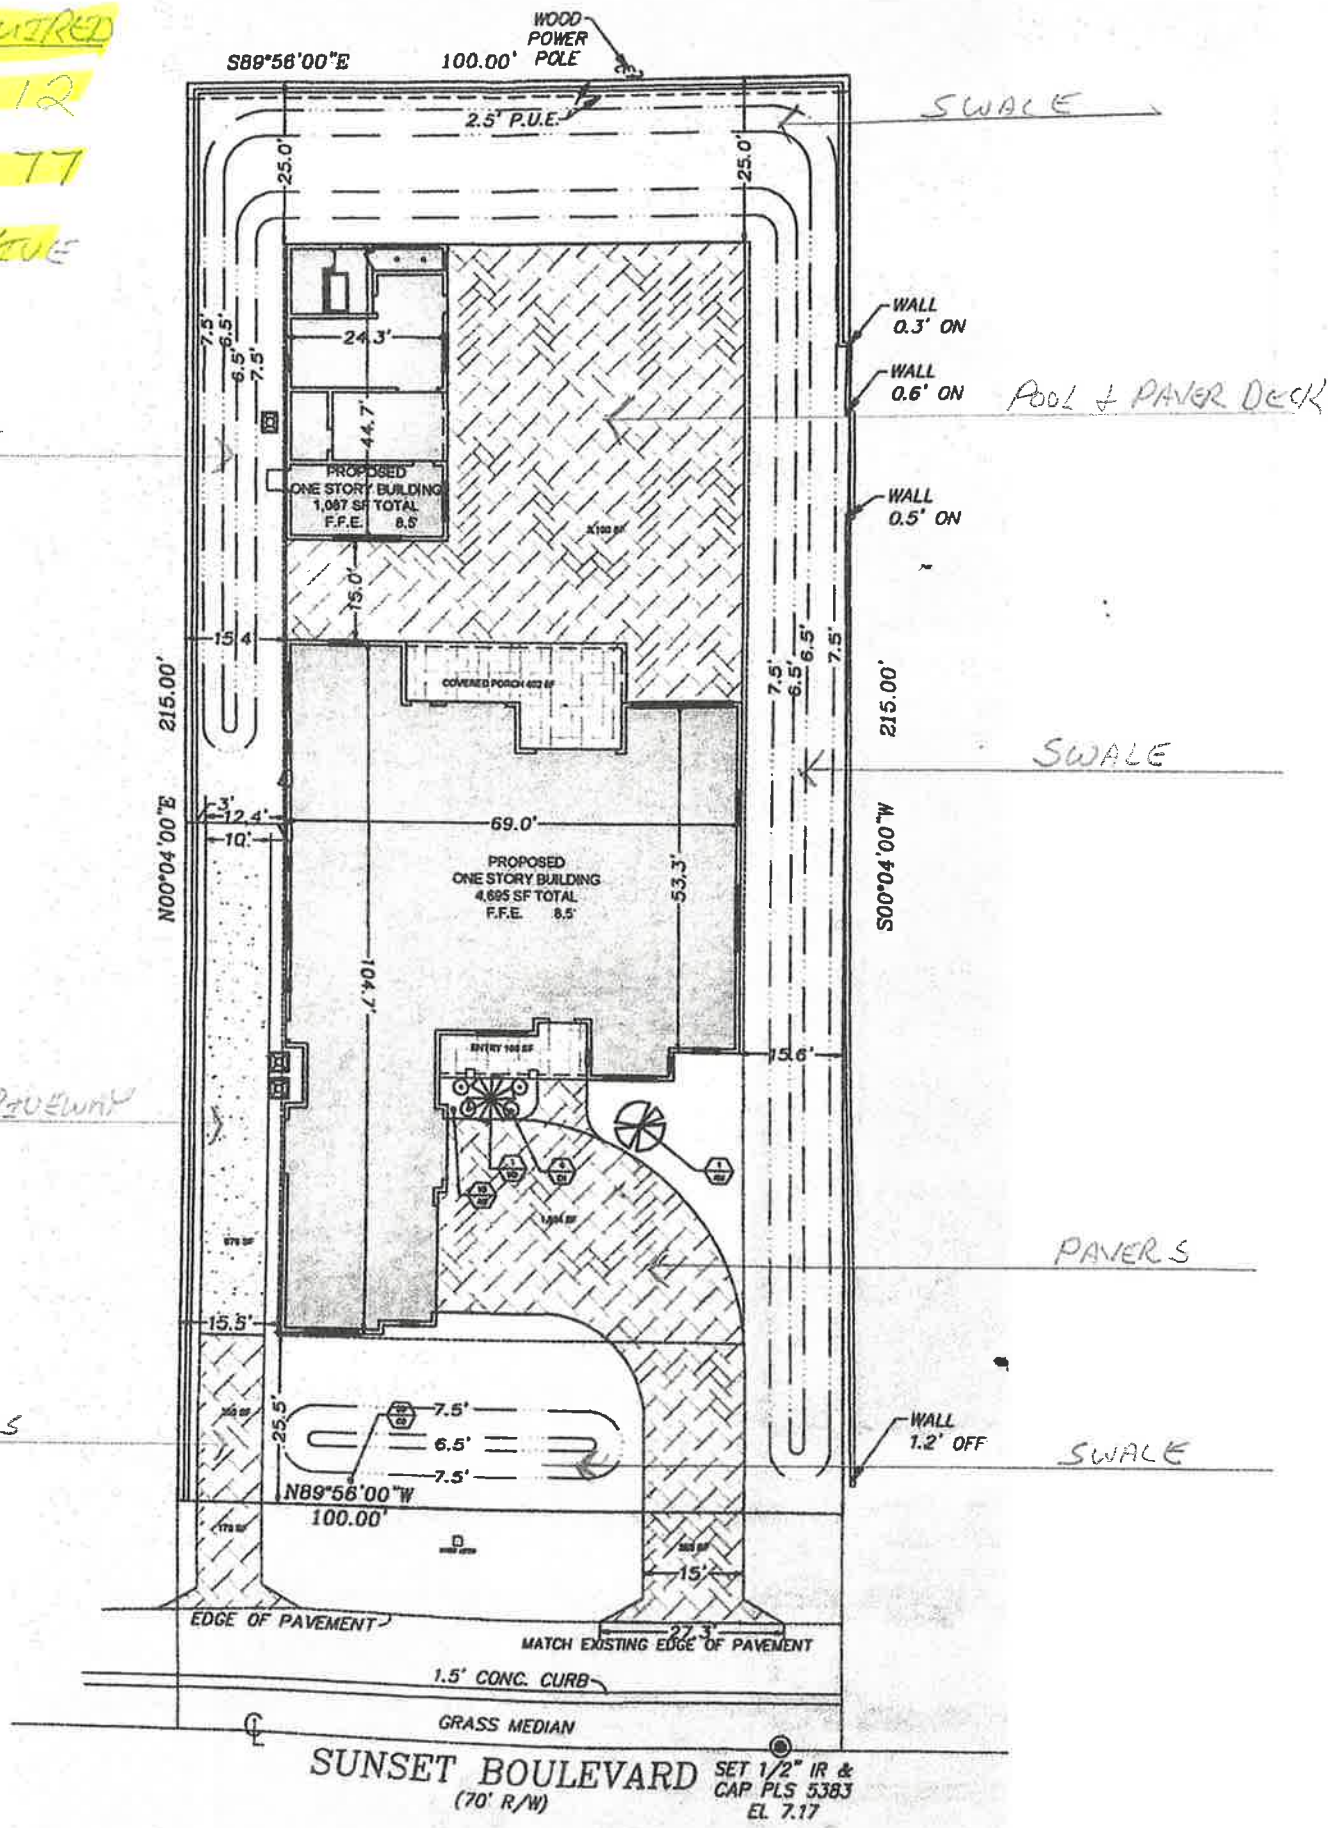 WOOD
POWER
POLE
S89°56'00"E 100.00'
12
77
SWALE
2.5' P.U.E.
25.0'
25.0'
WALL
0.3' ON
7.5'
6.5'
6.5'
7.5'
24.3'
WALL
0.6' ON
POOL & PAVER DECK
44.7'
PROPOSED
ONE STORY BUILDING
1,087 SF TOTAL
F.F.E. 8.5'
WALL
0.5' ON
15.0'
15.4'
COVERED PORCH
7.5'
6.5'
6.5'
7.5'
215.00'
N00°04'00"E
215.00'
S00°04'00"W
SWALE
3'
12.4'
10'
69.0'
PROPOSED
ONE STORY BUILDING
4,695 SF TOTAL
F.F.E. 8.5'
53.3'
104.7'
15.6'
PAVERS
15.5'
25.5'
7.5'
6.5'
7.5'
WALL
1.2' OFF
SWALE
N89°56'00"W
100.00'
15'
27.3'
EDGE OF PAVEMENT
MATCH EXISTING EDGE OF PAVEMENT
1.5' CONC. CURB
GRASS MEDIAN
SUNSET BOULEVARD
(70' R/W)
SET 1/2" IR &
CAP PLS 5383
EL 7.17